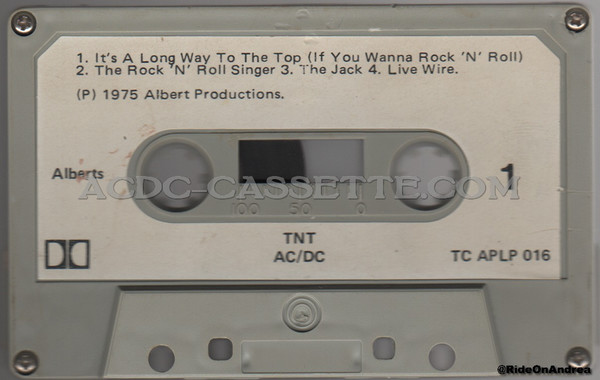 1. It's A Long Way To The Top (If You Wanna Rock 'N' Roll)
2. The Rock 'N' Roll Singer 3. The Jack 4. Live Wire.
(P) 1975 Albert Productions.
Alberts
ACDC-CASSETTE.COM
1
100 50 0
TNT
AC/DC
TC APLP 016
@RideOnAndrea